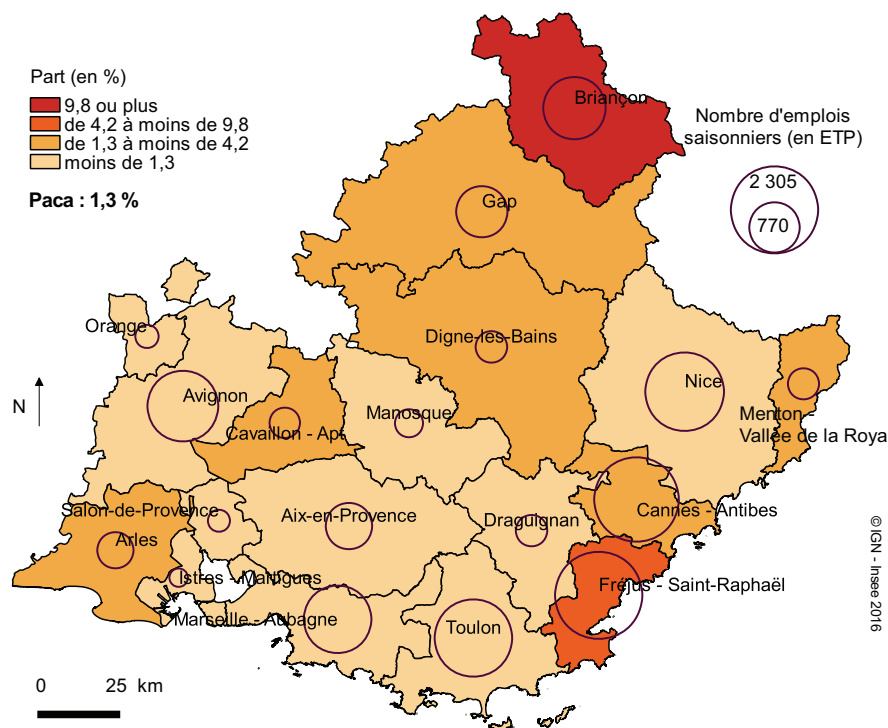 Part (en %)
9,8 ou plus
de 4,2 à moins de 9,8
de 1,3 à moins de 4,2
moins de 1,3
Paca : 1,3 %
Nombre d'emplois
saisonniers (en ETP)
2 305
770
Briançon
Gap
Orange
Digne-les-Bains
Avignon
Nice
N
Manosque
Menton -
Vallée de la Roya
Cavaillon - Apt
Salon-de-Provence
Aix-en-Provence
Draguignan
Cannes - Antibes
Arles
Istres - Martigues
Fréjus - Saint-Raphaël
Marseille - Aubagne
Toulon
0 25 km
© IGN - Insee 2016